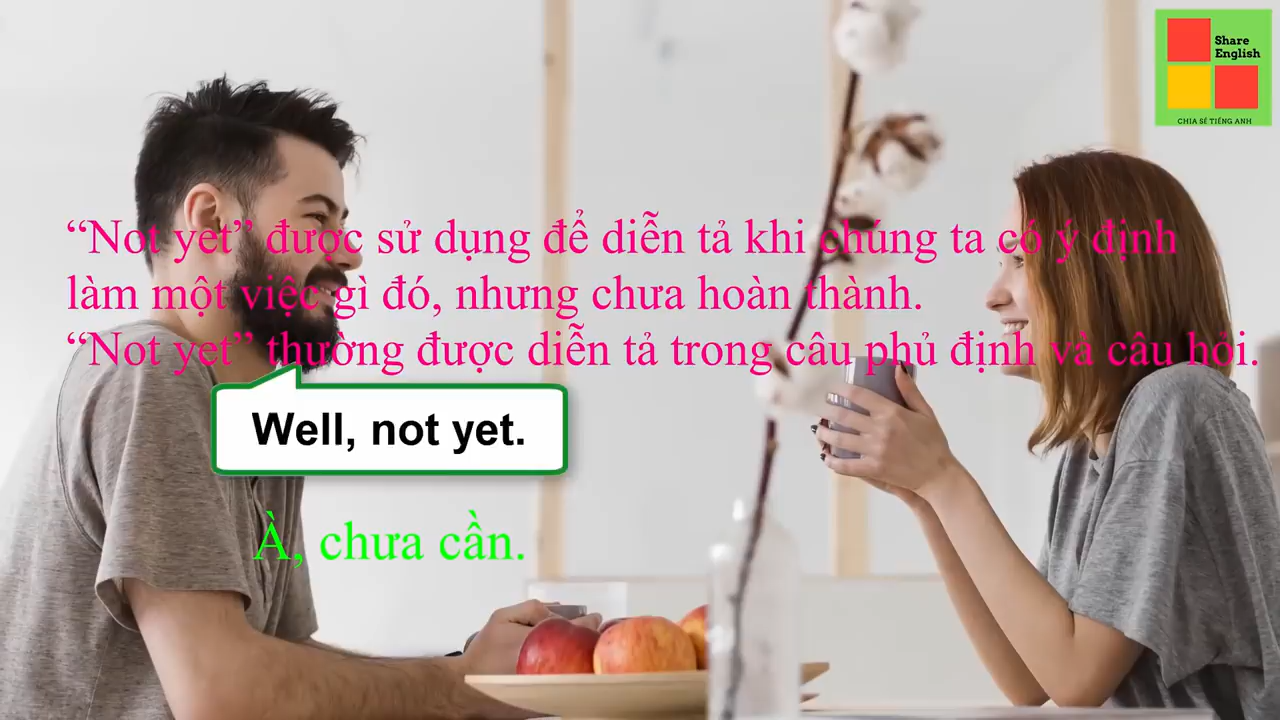 Share
English
CHIA SẺ TIẾNG ANH
“Not yet” được sử dụng để diễn tả khi chúng ta có ý định
làm một việc gì đó, nhưng chưa hoàn thành.
“Not yet” thường được diễn tả trong câu phủ định và câu hỏi.
Well, not yet.
À, chưa cần.